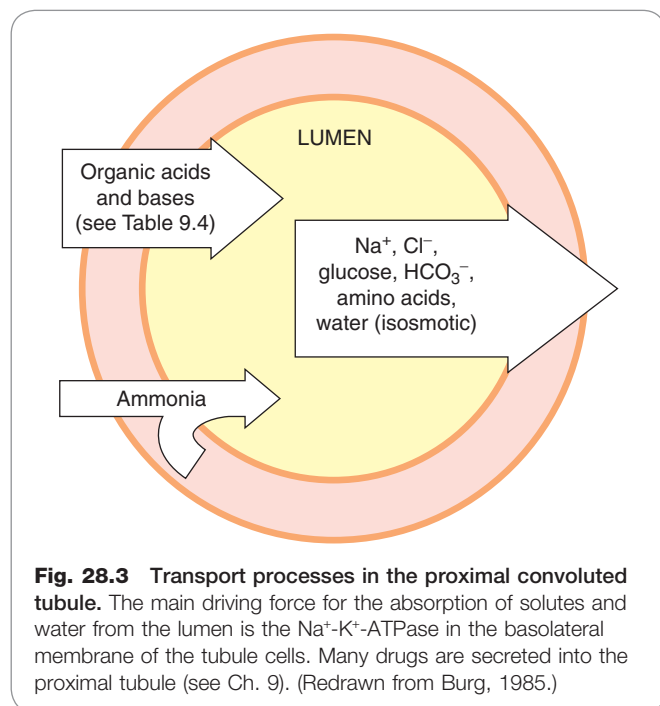 LUMEN
Organic acids
and bases
(see Table 9.4)
Na⁺, Cl⁻,
glucose, HCO₃⁻,
amino acids,
water (isosmotic)
Ammonia
Fig. 28.3 Transport processes in the proximal convoluted
tubule. The main driving force for the absorption of solutes and
water from the lumen is the Na⁺-K⁺-ATPase in the basolateral
membrane of the tubule cells. Many drugs are secreted into the
proximal tubule (see Ch. 9). (Redrawn from Burg, 1985.)